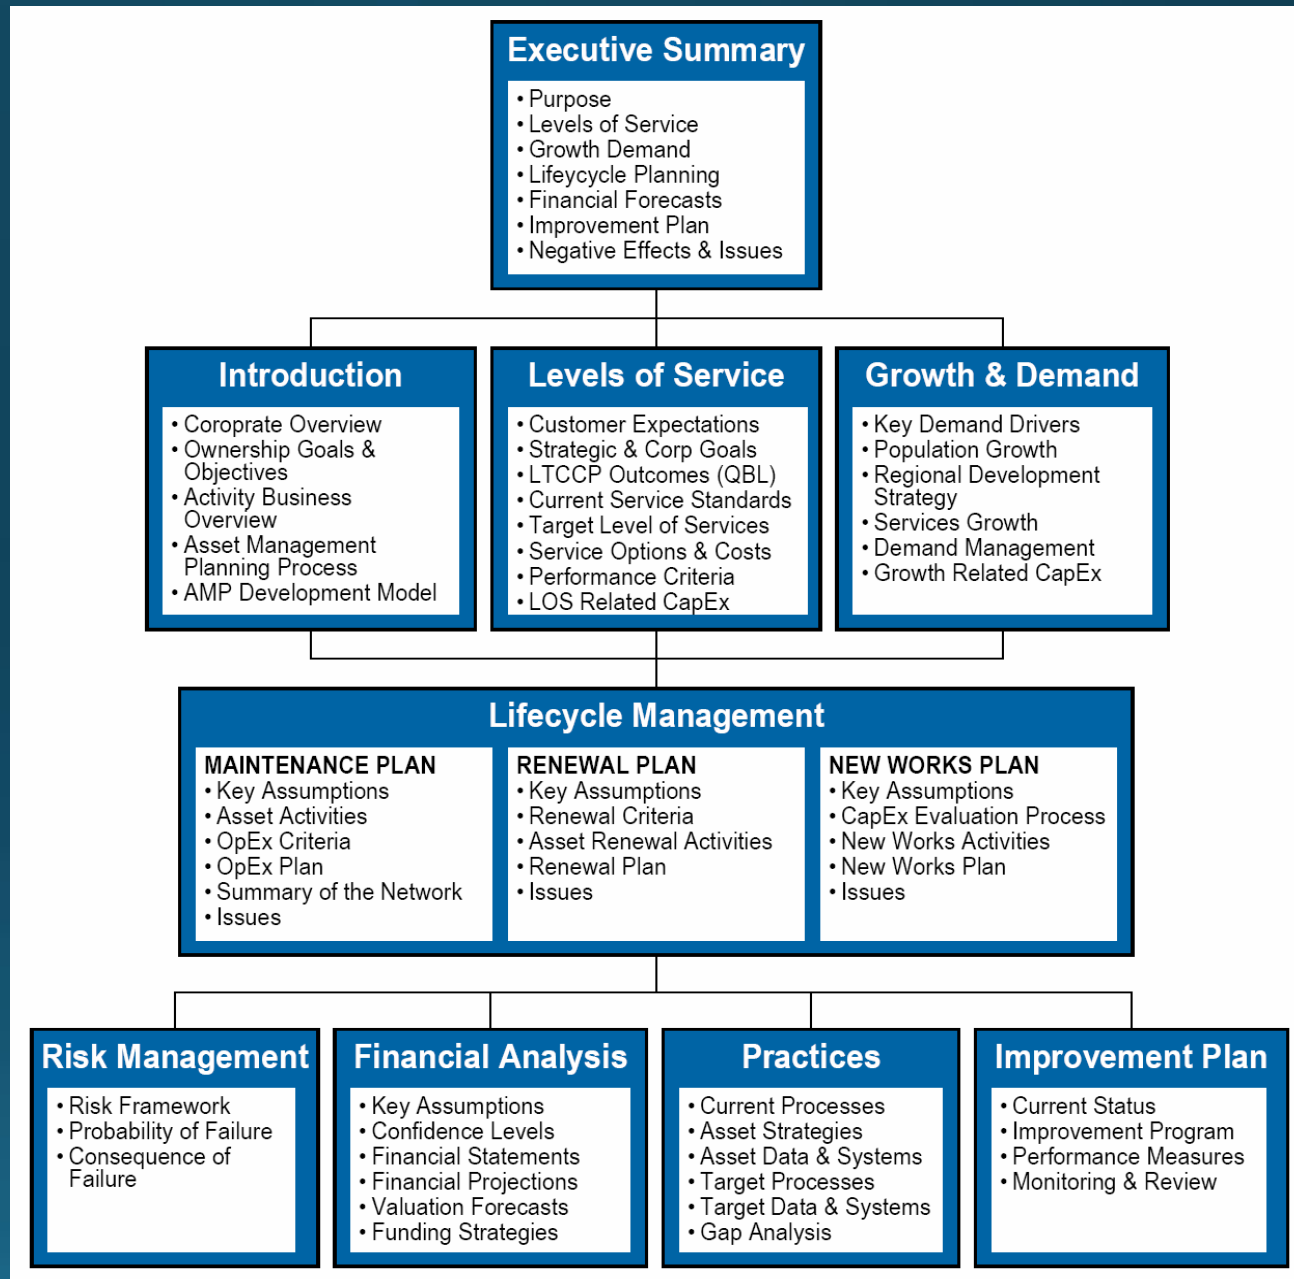 Executive Summary
• Purpose
• Levels of Service
• Growth Demand
• Lifeycycle Planning
• Financial Forecasts
• Improvement Plan
• Negative Effects & Issues
Introduction
• Coroprate Overview
• Ownership Goals &
Objectives
• Activity Business
Overview
• Asset Management
Planning Process
• AMP Development Model
Levels of Service
• Customer Expectations
• Strategic & Corp Goals
• LTCCP Outcomes (QBL)
• Current Service Standards
• Target Level of Services
• Service Options & Costs
• Performance Criteria
• LOS Related CapEx
Growth & Demand
• Key Demand Drivers
• Population Growth
• Regional Development
Strategy
• Services Growth
• Demand Management
• Growth Related CapEx
Lifecycle Management
MAINTENANCE PLAN
• Key Assumptions
• Asset Activities
• OpEx Criteria
• OpEx Plan
• Summary of the Network
• Issues
RENEWAL PLAN
• Key Assumptions
• Renewal Criteria
• Asset Renewal Activities
• Renewal Plan
• Issues
NEW WORKS PLAN
• Key Assumptions
• CapEx Evaluation Process
• New Works Activities
• New Works Plan
• Issues
Risk Management
• Risk Framework
• Probability of Failure
• Consequence of
Failure
Financial Analysis
• Key Assumptions
• Confidence Levels
• Financial Statements
• Financial Projections
• Valuation Forecasts
• Funding Strategies
Practices
• Current Processes
• Asset Strategies
• Asset Data & Systems
• Target Processes
• Target Data & Systems
• Gap Analysis
Improvement Plan
• Current Status
• Improvement Program
• Performance Measures
• Monitoring & Review